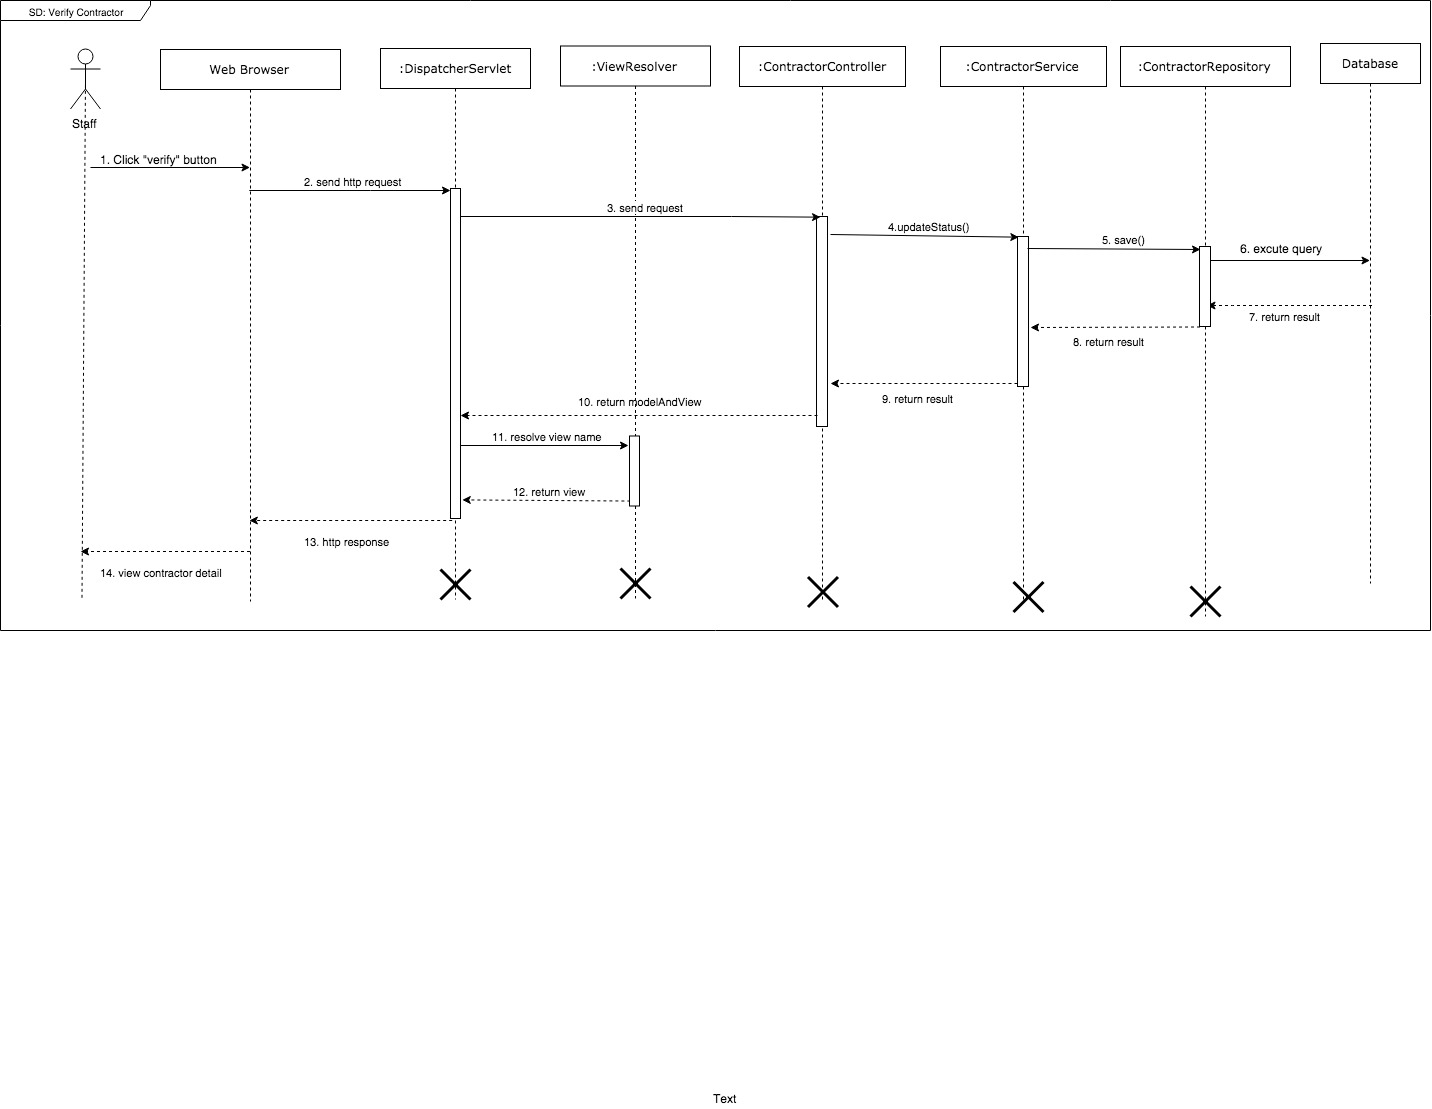 SD: Verify Contractor
Web Browser
:DispatcherServlet
:ViewResolver
:ContractorController
:ContractorService
:ContractorRepository
Database
Staff
1. Click "verify" button
2. send http request
3. send request
4.updateStatus()
5. save()
6. excute query
7. return result
8. return result
9. return result
10. return modelAndView
11. resolve view name
12. return view
13. http response
14. view contractor detail
Text